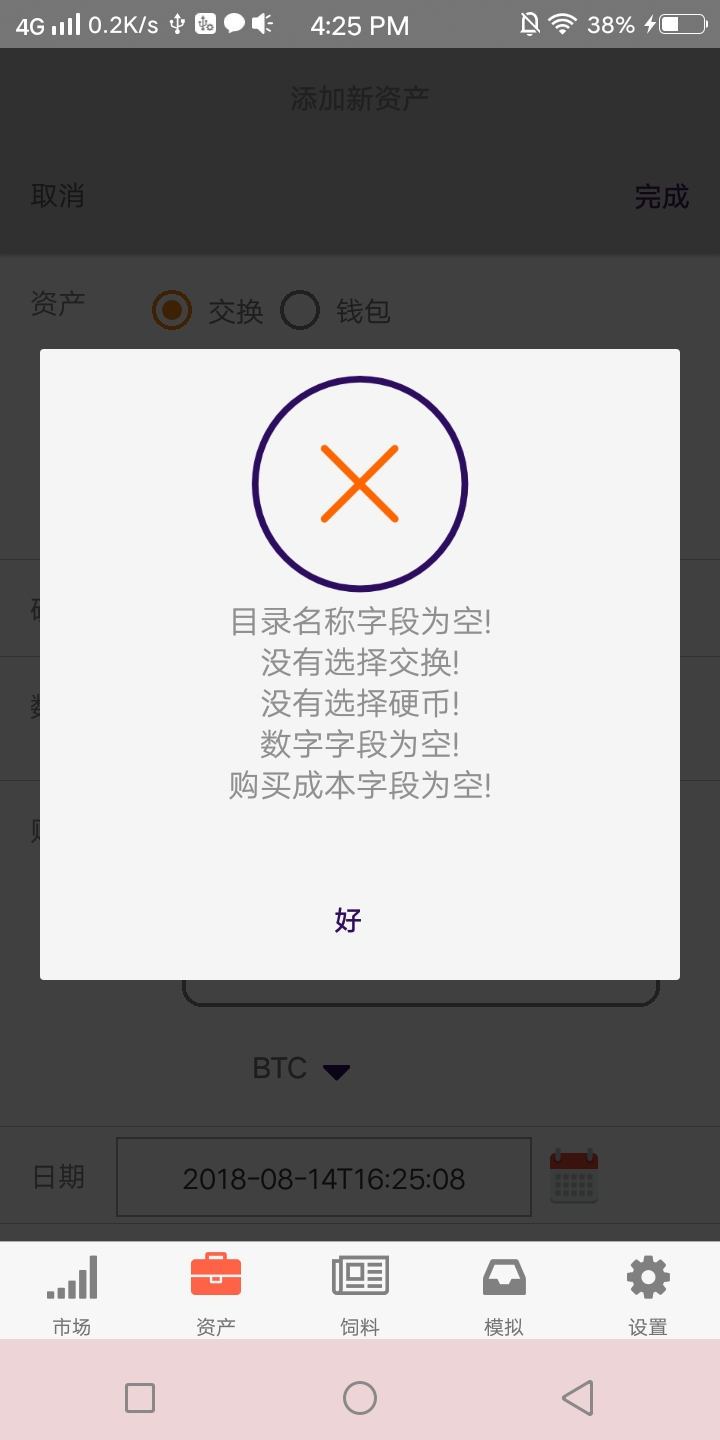 4G 0.2K/s 4:25 PM 38%
添加新资产
取消 完成
资产 交换 钱包
目录名称字段为空!
没有选择交换!
没有选择硬币!
数字字段为空!
购买成本字段为空!
好
BTC
日期 2018-08-14T16:25:08
市场 资产 饲料 模拟 设置